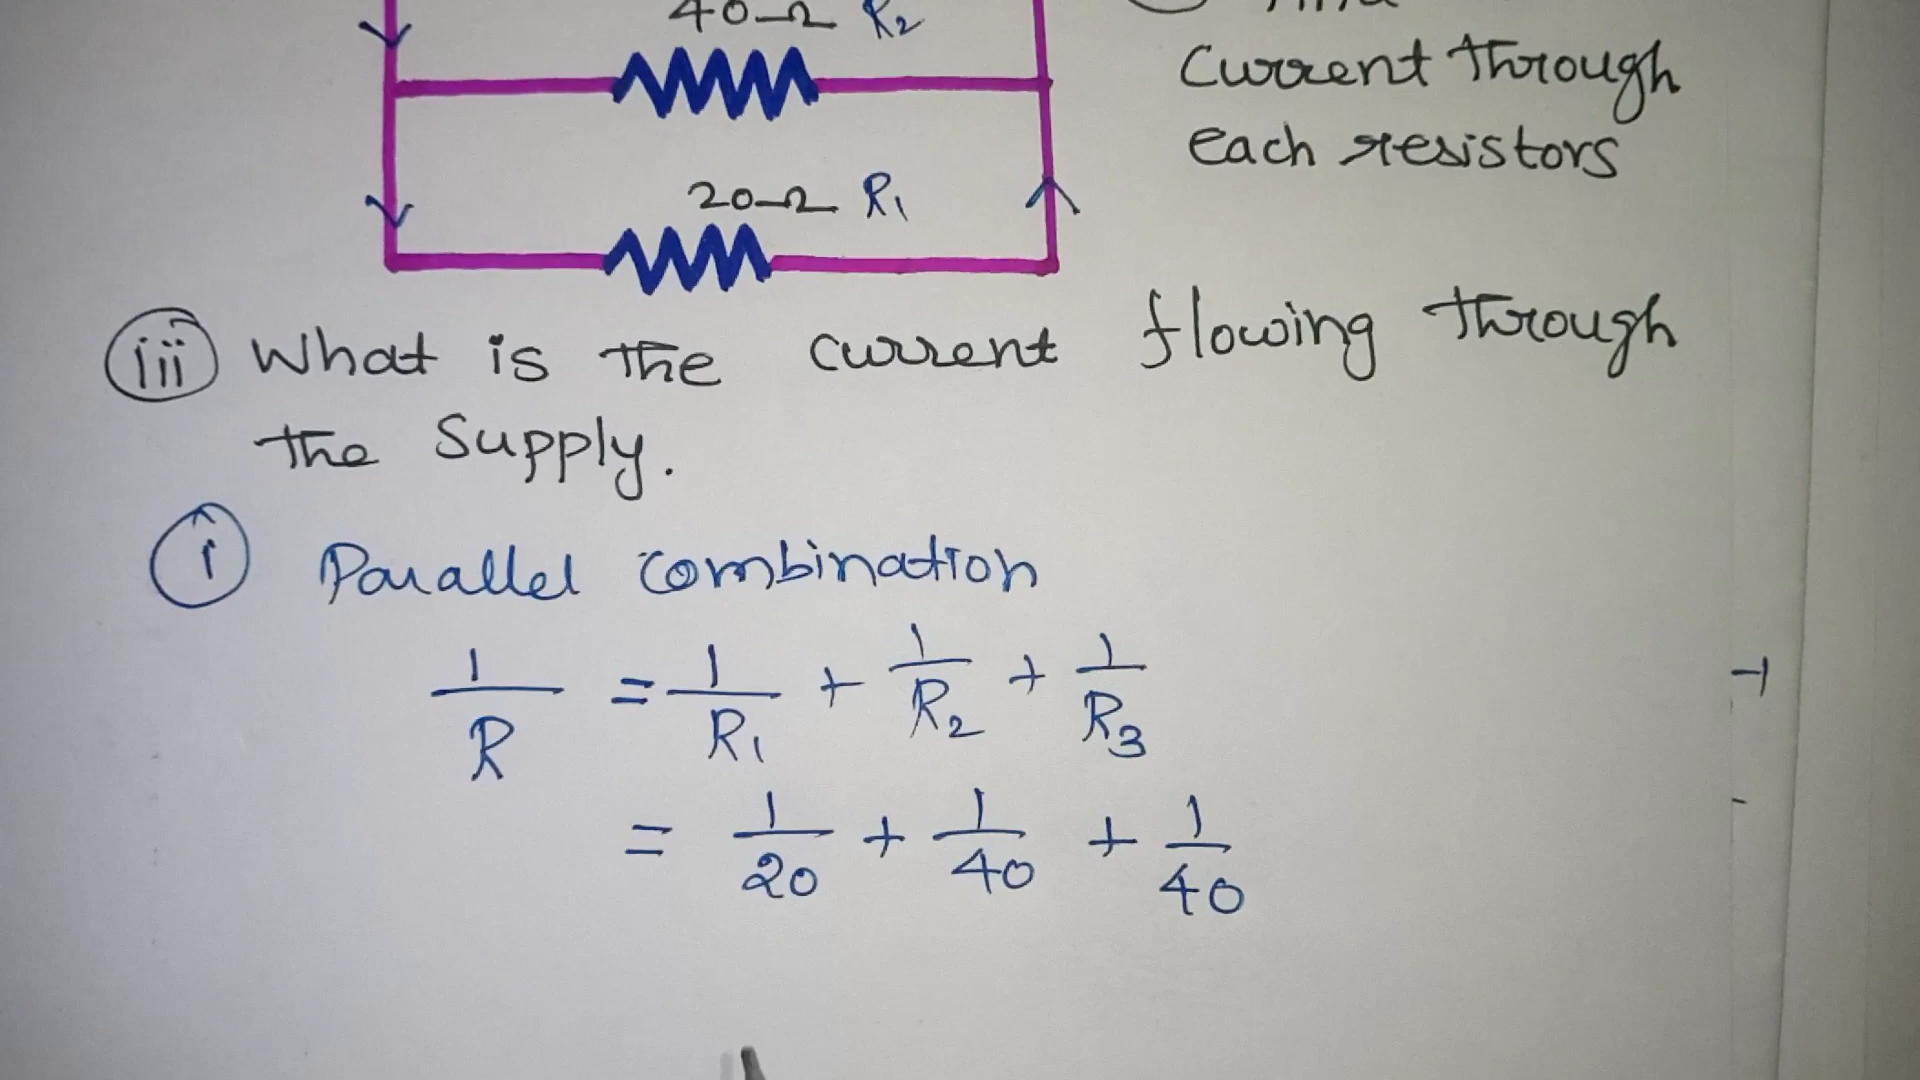 40Ω R2
Current Through
each resistors
20Ω R1
iii What is the current flowing through
the Supply.
i Parallel combination
1/R = 1/R1 + 1/R2 + 1/R3
= 1/20 + 1/40 + 1/40